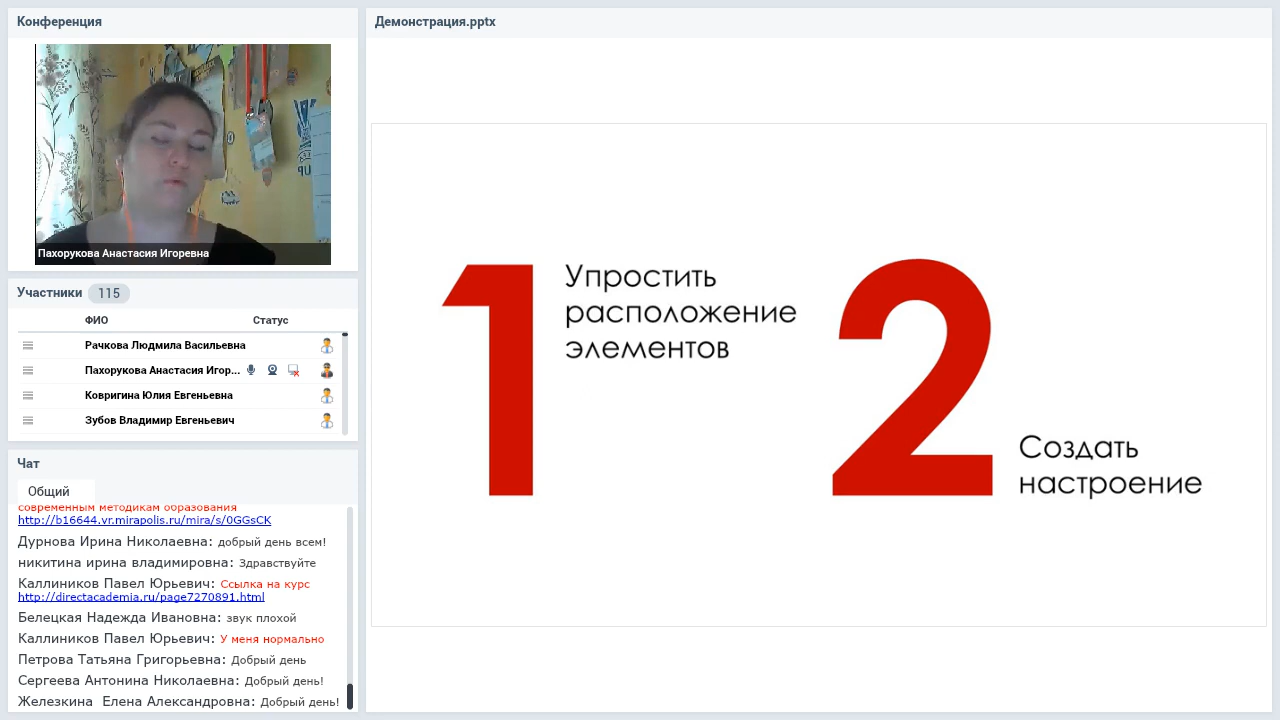 Конференция
Пахорукова Анастасия Игоревна
Участники 115
ФИО Статус
Рачкова Людмила Васильевна
Пахорукова Анастасия Игор...
Ковригина Юлия Евгеньевна
Зубов Владимир Евгеньевич
Чат
Общий
современным методикам образования
http://b16644.vr.mirapolis.ru/mira/s/0GGsCK
Дурнова Ирина Николаевна: добрый день всем!
никитина ирина владимировна: Здравствуйте
Каллиников Павел Юрьевич: Ссылка на курс
http://directacademia.ru/page7270891.html
Белецкая Надежда Ивановна: звук плохой
Каллиников Павел Юрьевич: У меня нормально
Петрова Татьяна Григорьевна: Добрый день
Сергеева Антонина Николаевна: Добрый день!
Железкина Елена Александровна: Добрый день!
Демонстрация.pptx
1
Упростить
расположение
элементов
2
Создать
настроение